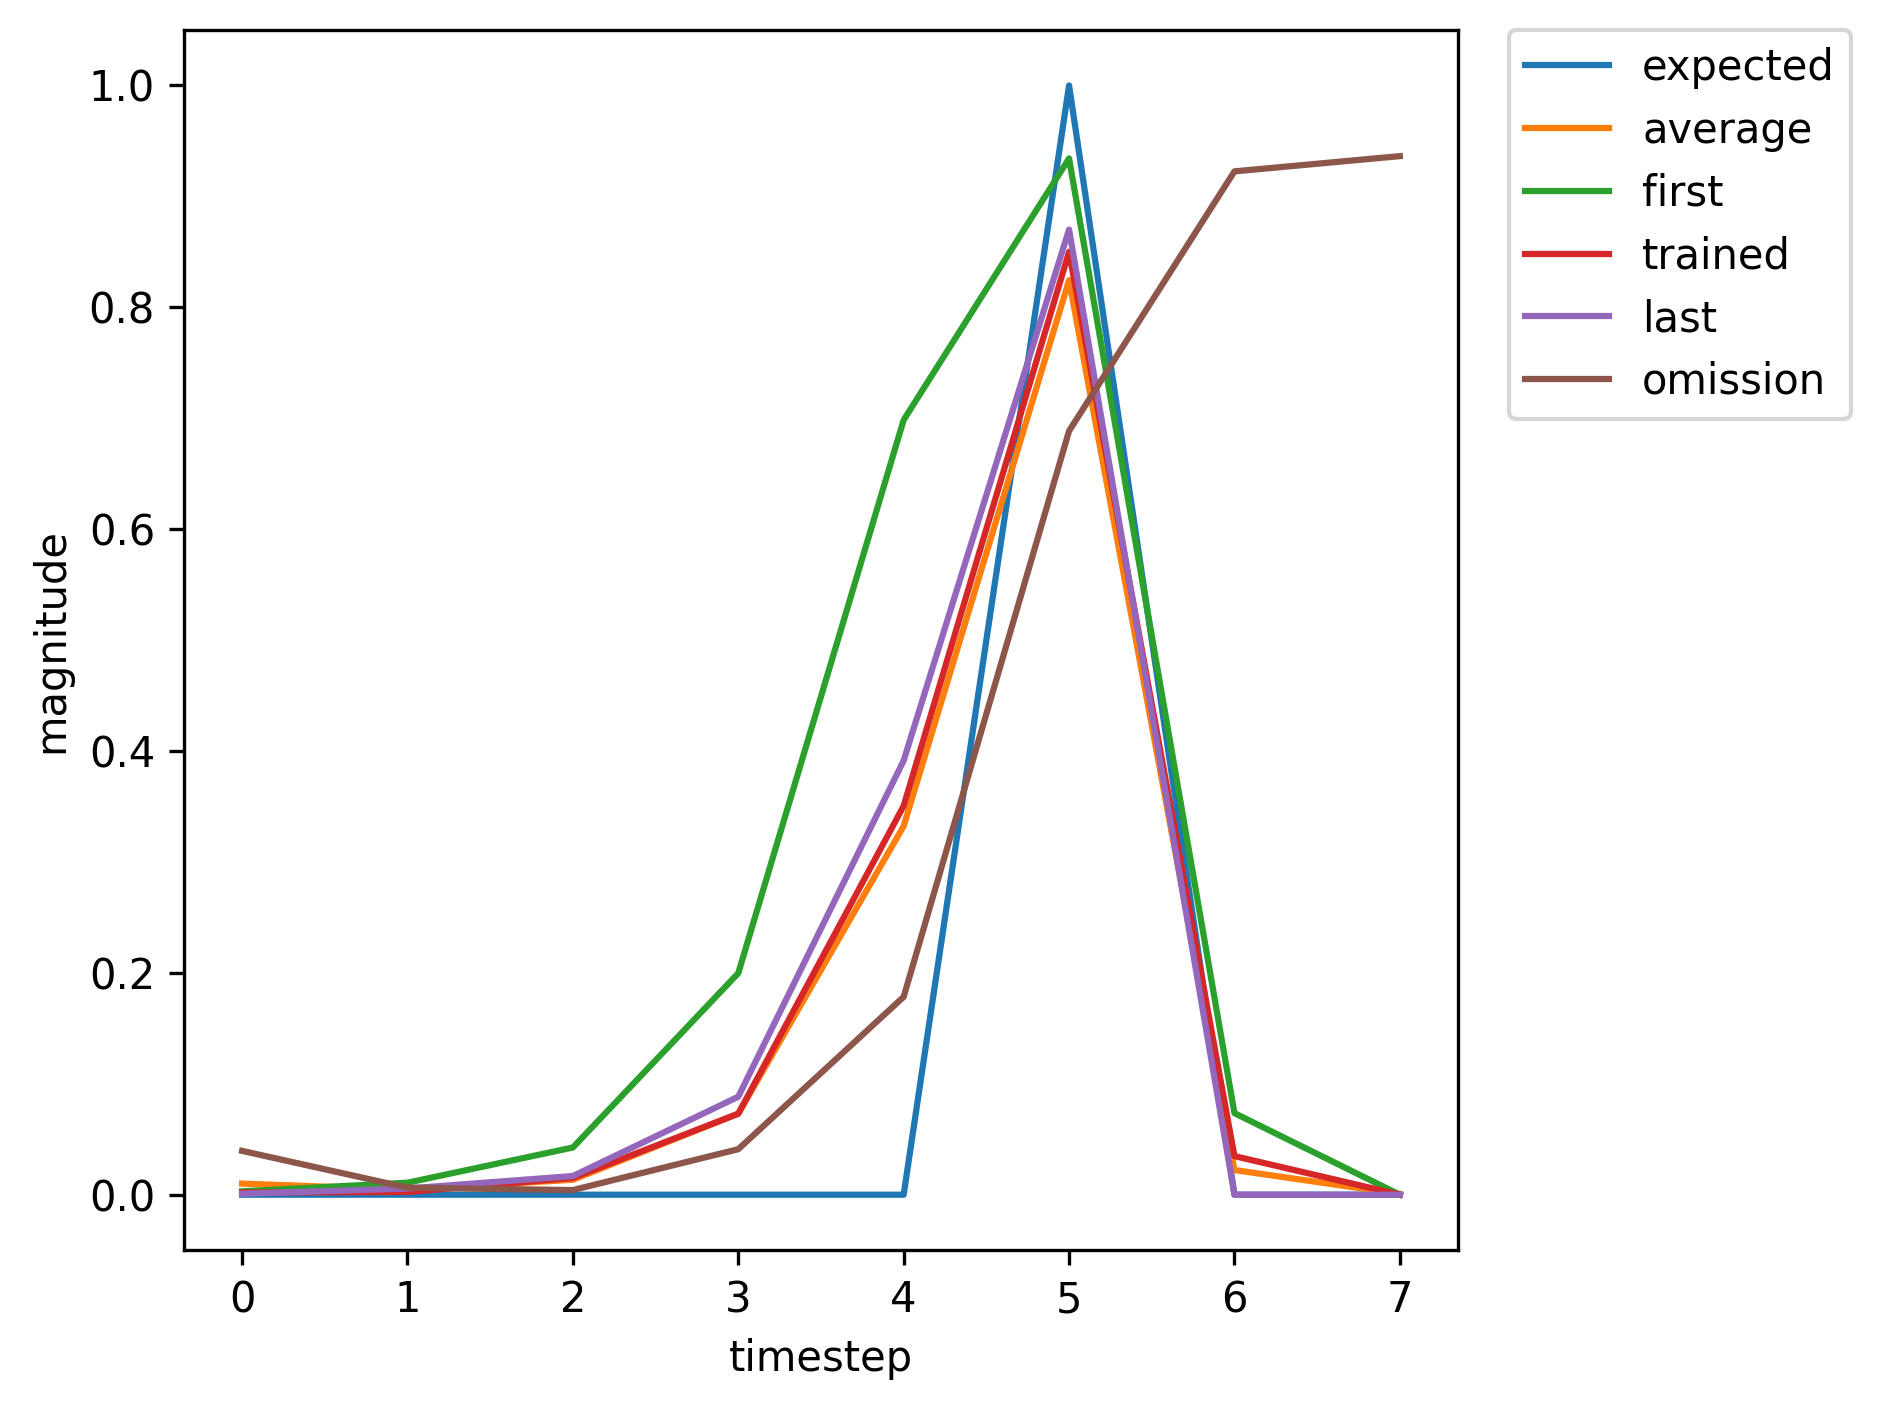 1.0
0.8
0.6
0.4
0.2
0.0
magnitude
0 1 2 3 4 5 6 7
timestep
expected
average
first
trained
last
omission